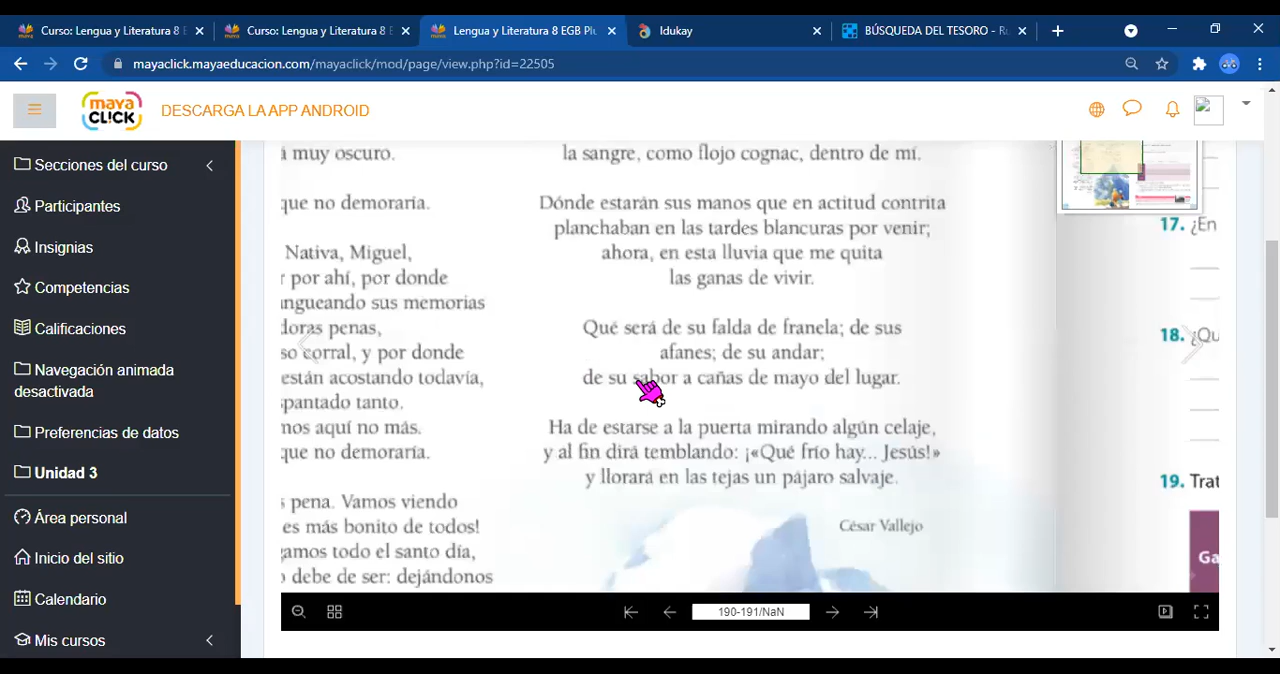 Curso: Lengua y Literatura 8 E
Curso: Lengua y Literatura 8 E
Lengua y Literatura 8 EGB Plu
Idukay
BÚSQUEDA DEL TESORO - Ru
mayaclick.mayaeducacion.com/mayaclick/mod/page/view.php?id=22505
maya
CL!CK
DESCARGA LA APP ANDROID
Secciones del curso
Participantes
Insignias
Competencias
Calificaciones
Navegación animada
desactivada
Preferencias de datos
Unidad 3
Área personal
Inicio del sitio
Calendario
Mis cursos
á muy oscuro.
que no demoraría.
Nativa, Miguel,
r por ahí, por donde
ngueando sus memorias
doras penas,
so corral, y por donde
están acostando todavía,
spantado tanto.
nos aquí no más.
que no demoraría.
s pena. Vamos viendo
es más bonito de todos!
gamos todo el santo día,
o debe de ser: dejándonos
la sangre, como flojo cognac, dentro de mí.
Dónde estarán sus manos que en actitud contrita
planchaban en las tardes blancuras por venir;
ahora, en esta lluvia que me quita
las ganas de vivir.
Qué será de su falda de franela; de sus
afanes; de su andar;
de su sabor a cañas de mayo del lugar.
Ha de estarse a la puerta mirando algún celaje,
y al fin dirá temblando: ¡«Qué frío hay... Jesús!»
y llorará en las tejas un pájaro salvaje.
César Vallejo
17. ¿En
18. ¿Qu
19. Trat
Ga
190-191/NaN